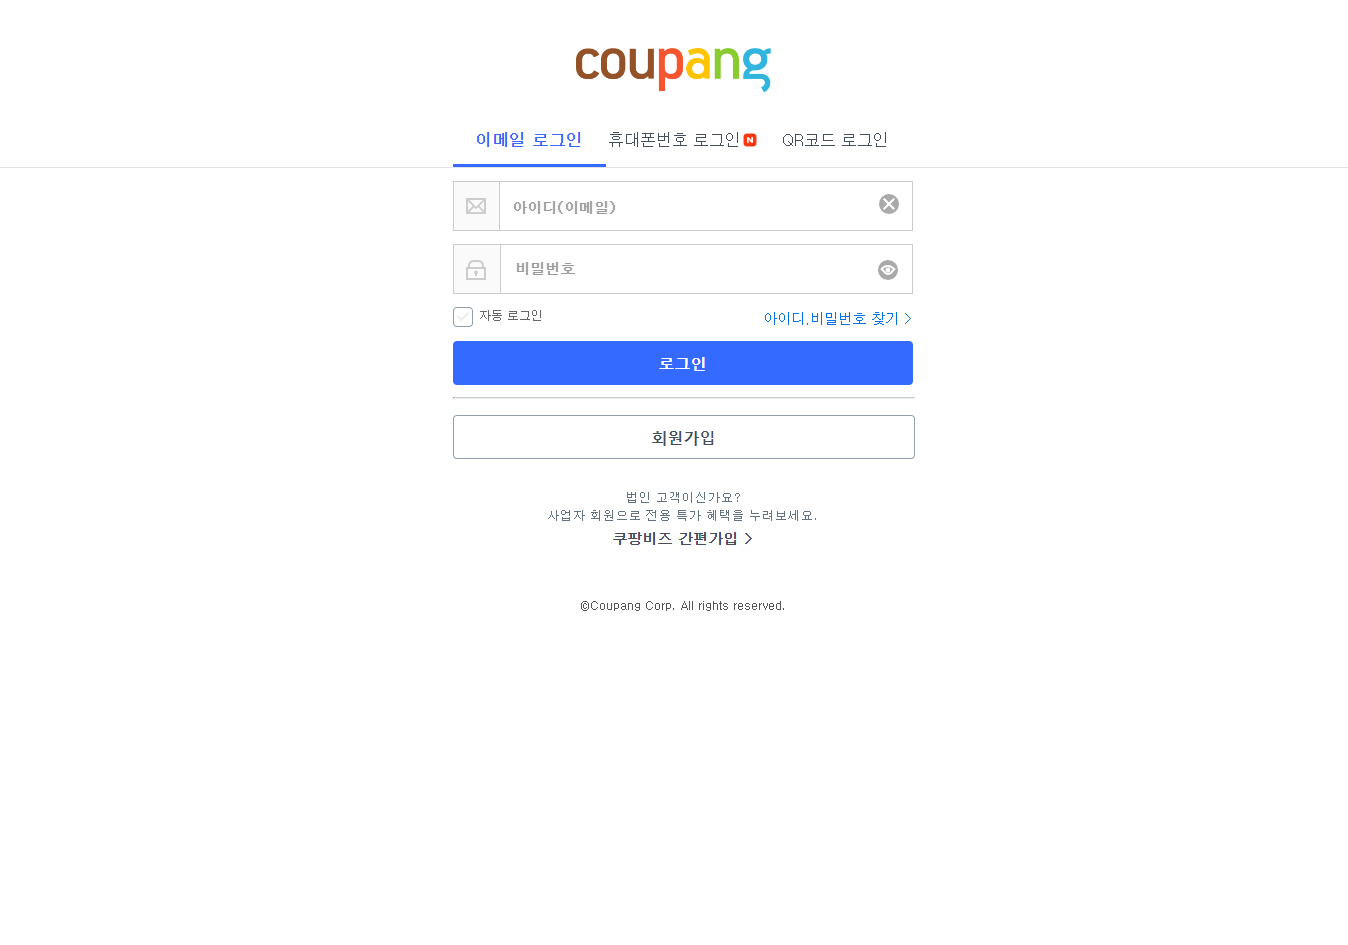 coupang
이메일 로그인 휴대폰번호 로그인 N QR코드 로그인
아이디(이메일)
비밀번호
자동 로그인 아이디.비밀번호 찾기 >
로그인
회원가입
법인 고객이신가요?
사업자 회원으로 전용 특가 혜택을 누려보세요.
쿠팡비즈 간편가입 >
©Coupang Corp. All rights reserved.